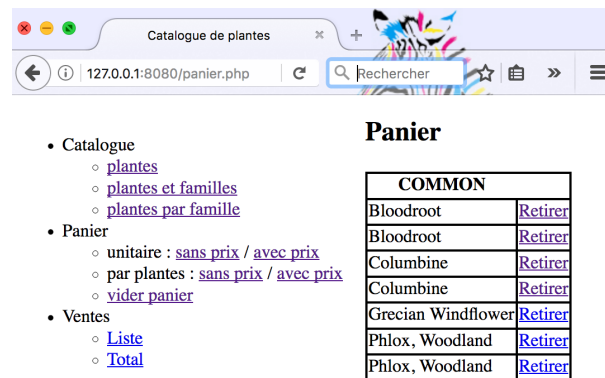 Catalogue de plantes
127.0.0.1:8080/panier.php
Rechercher
• Catalogue
◦ plantes
◦ plantes et familles
◦ plantes par famille
• Panier
◦ unitaire : sans prix / avec prix
◦ par plantes : sans prix / avec prix
◦ vider panier
• Ventes
◦ Liste
◦ Total
Panier
COMMON
Bloodroot Retirer
Bloodroot Retirer
Columbine Retirer
Columbine Retirer
Grecian Windflower Retirer
Phlox, Woodland Retirer
Phlox, Woodland Retirer